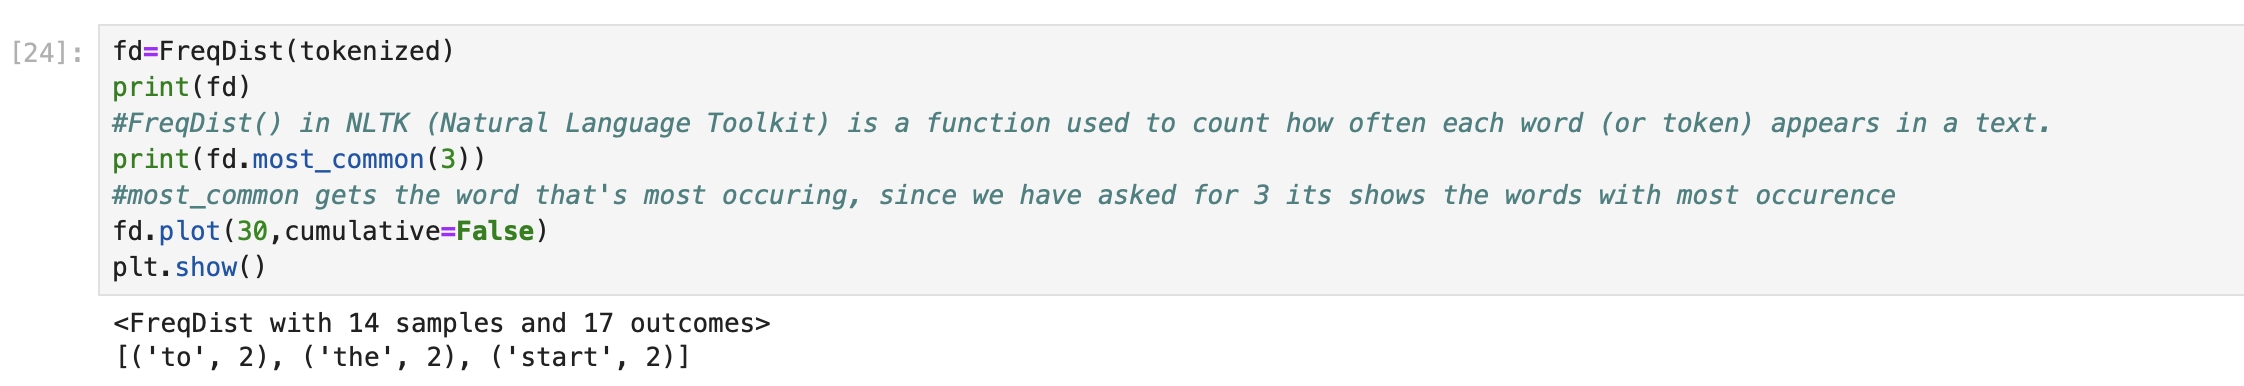 [24]: fd=FreqDist(tokenized)
print(fd)
#FreqDist() in NLTK (Natural Language Toolkit) is a function used to count how often each word (or token) appears in a text.
print(fd.most_common(3))
#most_common gets the word that's most occuring, since we have asked for 3 its shows the words with most occurence
fd.plot(30,cumulative=False)
plt.show()
<FreqDist with 14 samples and 17 outcomes>
[('to', 2), ('the', 2), ('start', 2)]